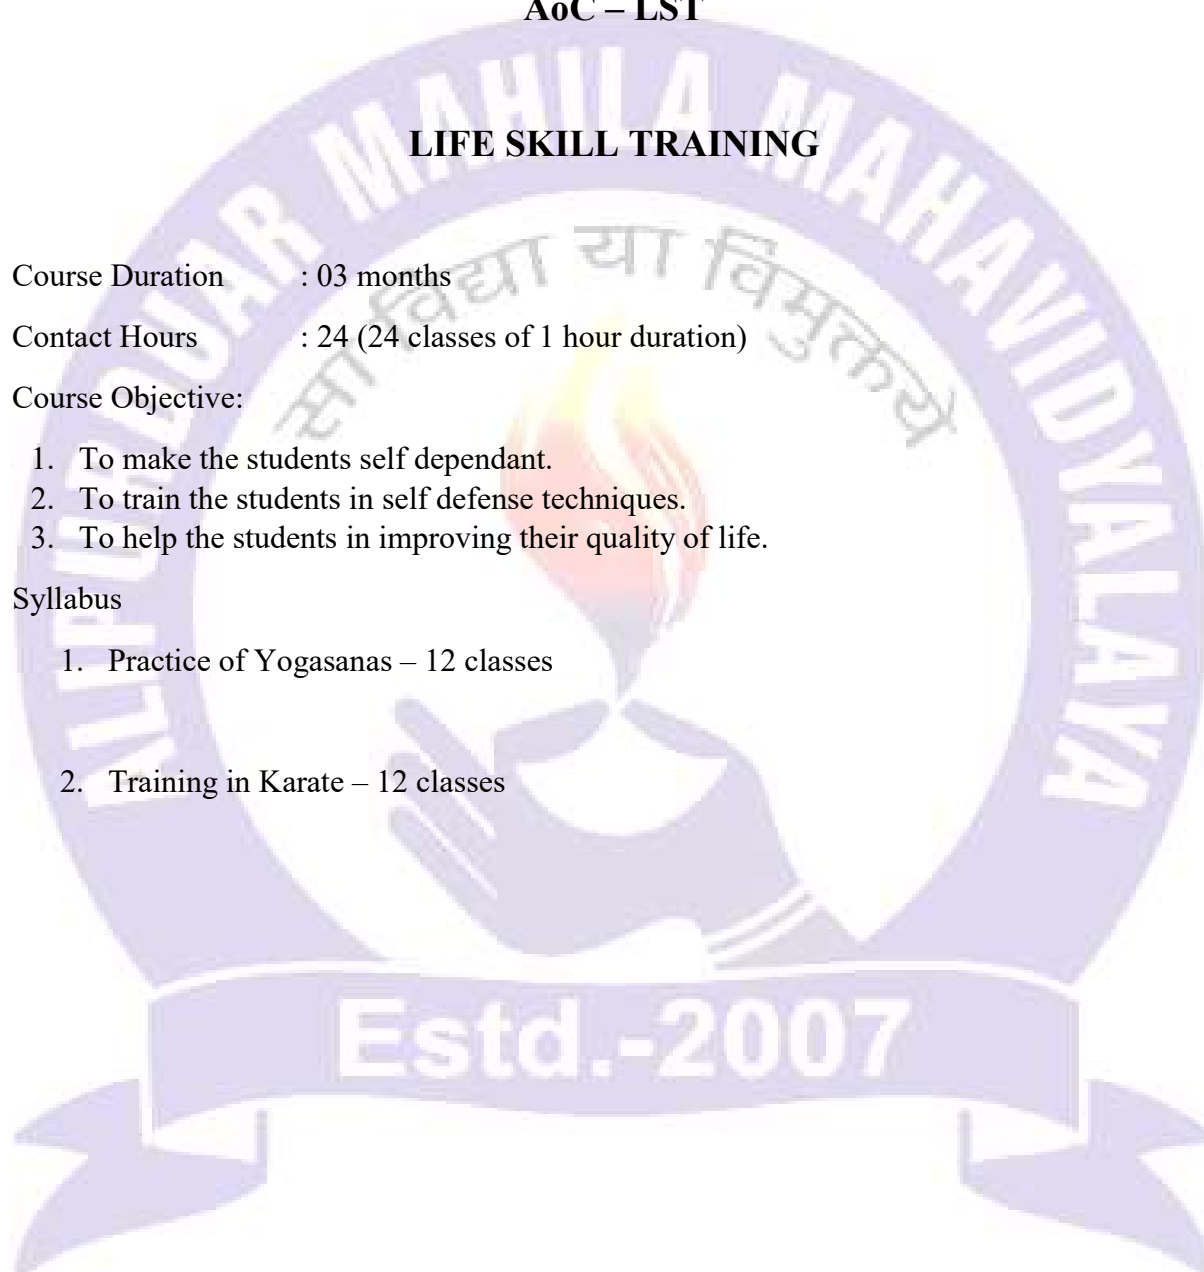 AoC – LST
LIFE SKILL TRAINING
Course Duration : 03 months
Contact Hours : 24 (24 classes of 1 hour duration)
Course Objective:
1. To make the students self dependant.
2. To train the students in self defense techniques.
3. To help the students in improving their quality of life.
Syllabus
1. Practice of Yogasanas – 12 classes
2. Training in Karate – 12 classes
ALIPURDUAR MAHILA MAHAVIDYALAYA
सा विद्या या विमुक्तये
Estd.-2007